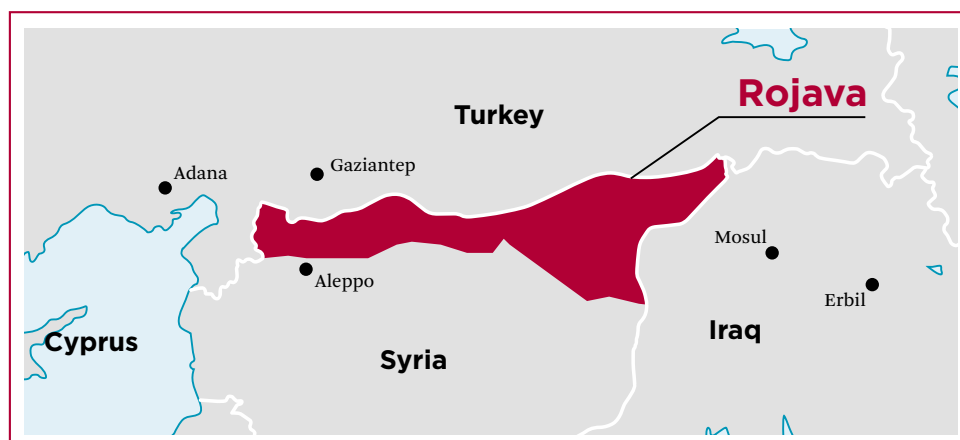 Rojava
Turkey
Gaziantep
Adana
Mosul
Aleppo
Erbil
Iraq
Cyprus
Syria